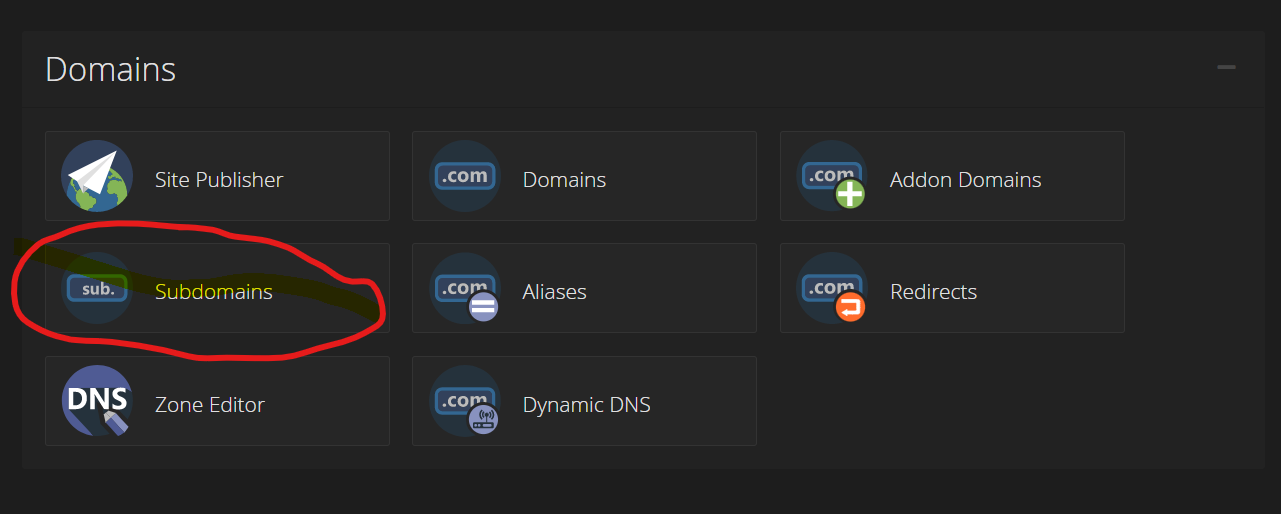 Domains
Site Publisher
.com
Domains
.com
Addon Domains
sub.
Subdomains
.com
Aliases
.com
Redirects
DNS
Zone Editor
.com
Dynamic DNS